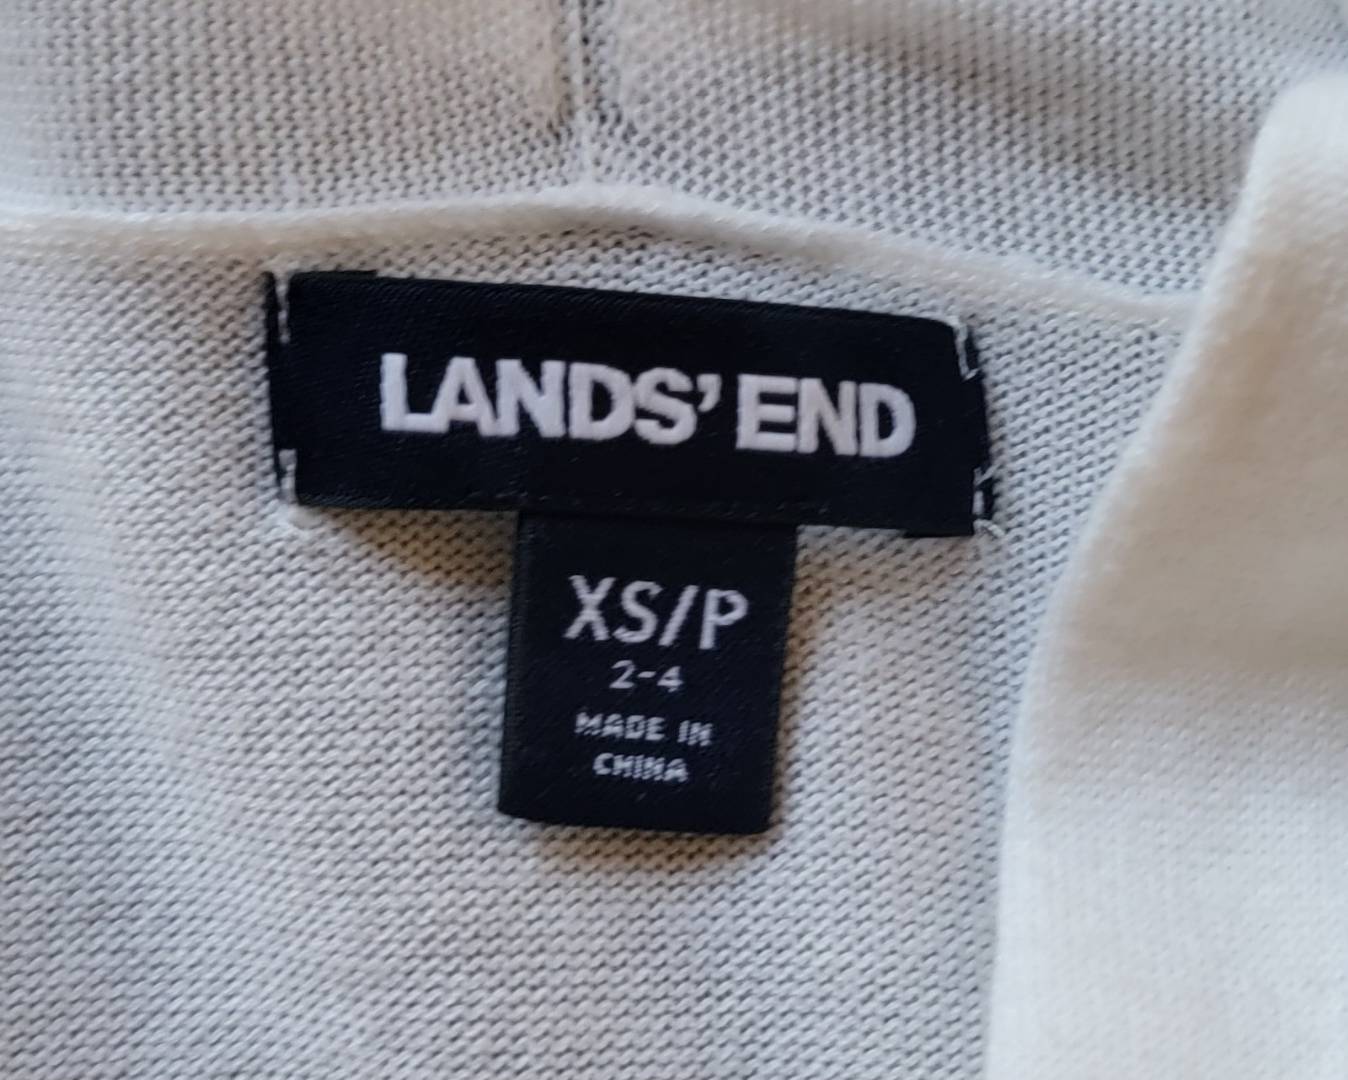 LANDS' END
XS/P
2-4
MADE IN
CHINA